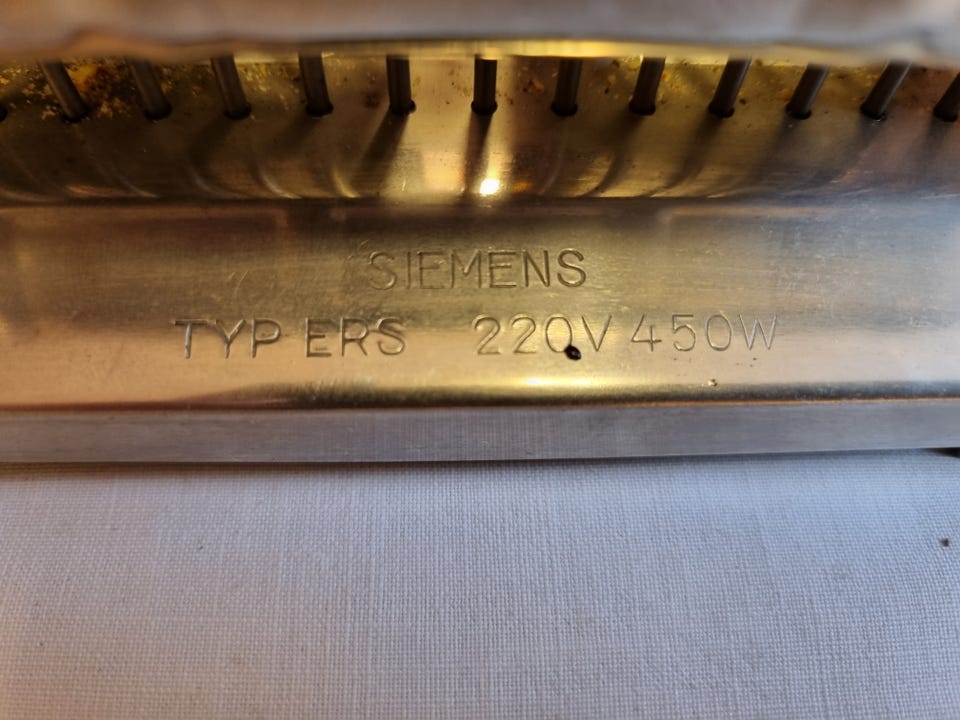 SIEMENS
TYP ERS 220V 450W